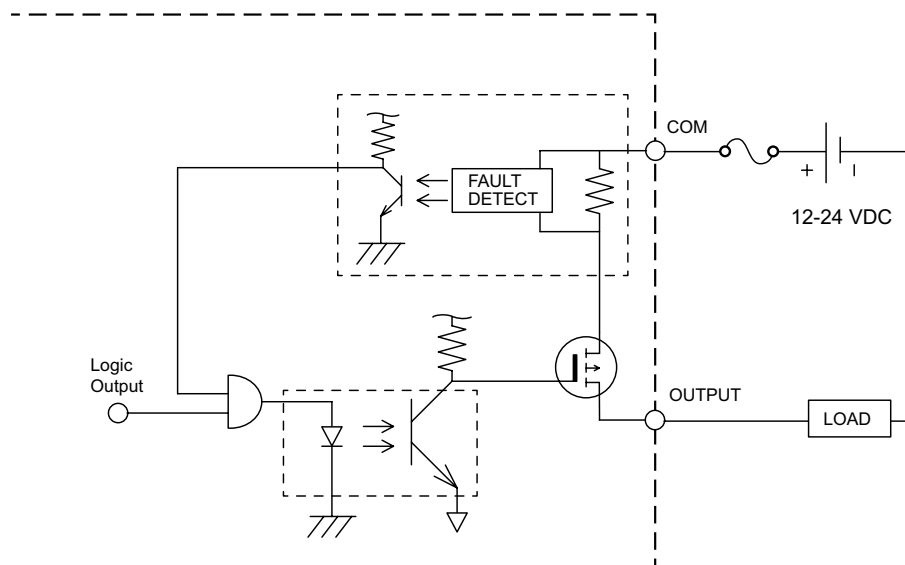 COM
FAULT
DETECT
+
12-24 VDC
Logic
Output
OUTPUT
LOAD